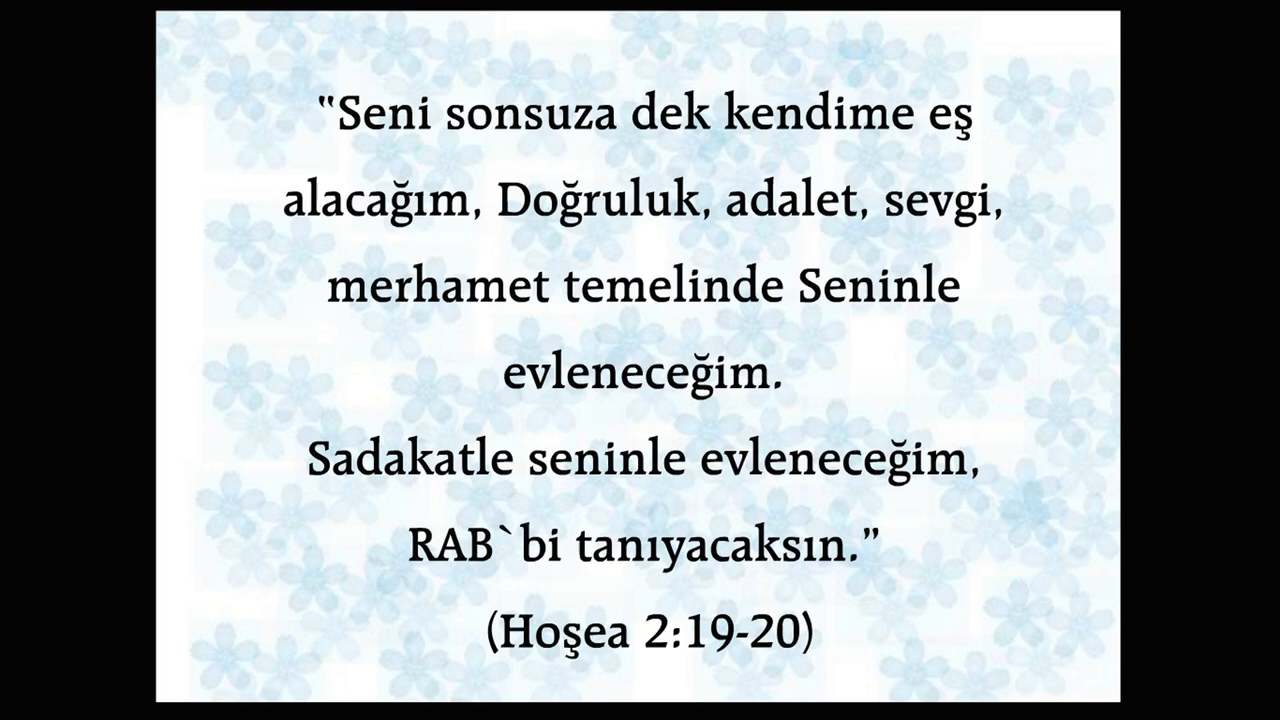 "Seni sonsuza dek kendime eş
alacağım, Doğruluk, adalet, sevgi,
merhamet temelinde Seninle
evleneceğim.
Sadakatle seninle evleneceğim,
RAB`bi tanıyacaksın.”
(Hoşea 2:19-20)